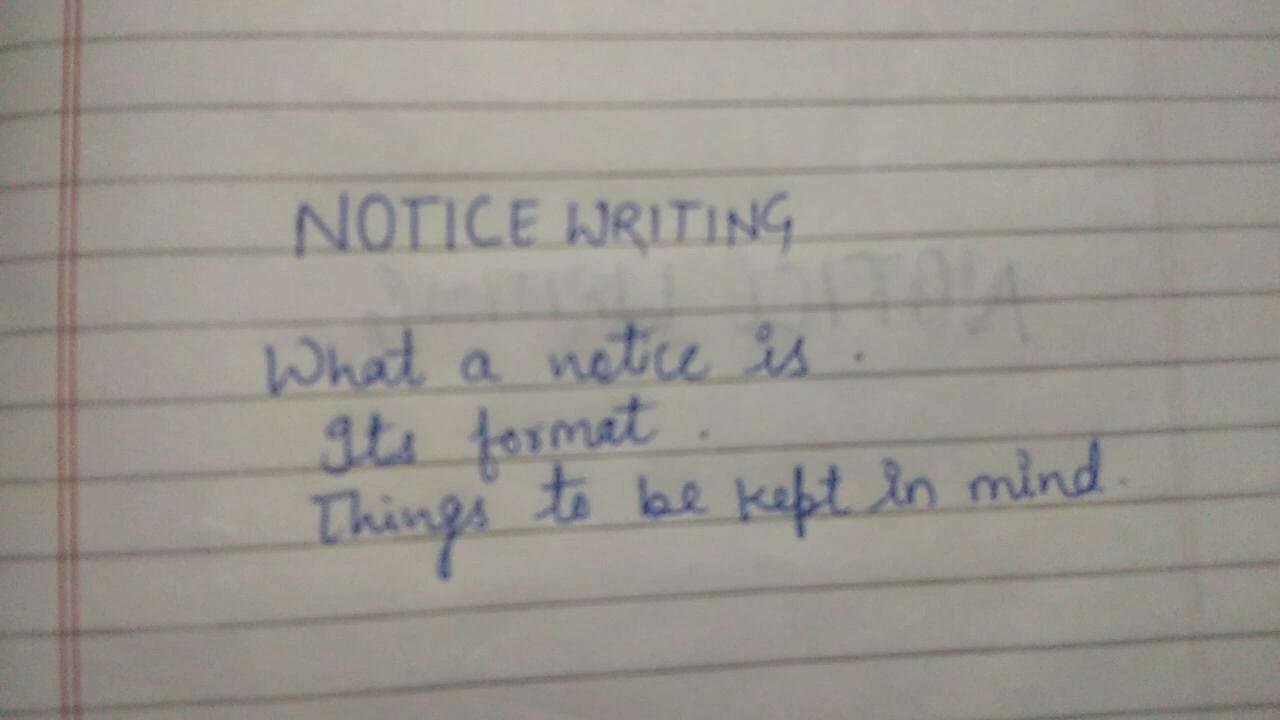 NOTICE WRITING
What a notice is.
Its format.
Things to be kept in mind.